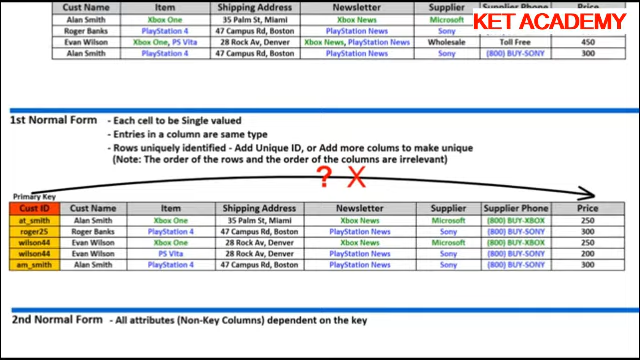 Cust Name Item Shipping Address Newsletter Supplier Supplier Phone Price
KET ACADEMY
Alan Smith Xbox One 35 Palm St, Miami Xbox News Microsoft
Roger Banks PlayStation 4 47 Campus Rd, Boston PlayStation News Sony
Evan Wilson Xbox One, PS Vita 28 Rock Av, Denver Xbox News, PlayStation News Wholesale Toll Free 450
Alan Smith PlayStation 4 47 Campus Rd, Boston PlayStation News Sony (800) BUY-SONY 300
1st Normal Form - Each cell to be Single valued
- Entries in a column are same type
- Rows uniquely identified - Add Unique ID, or Add more colums to make unique
(Note: The order of the rows and the order of the columns are irrelevant)
? X
Primary Key
Cust ID Cust Name Item Shipping Address Newsletter Supplier Supplier Phone Price
at_smith Alan Smith Xbox One 35 Palm St, Miami Xbox News Microsoft (800) BUY-XBOX 250
roger25 Roger Banks PlayStation 4 47 Campus Rd, Boston PlayStation News Sony (800) BUY-SONY 300
wilson44 Evan Wilson Xbox One 28 Rock Av, Denver Xbox News Microsoft (800) BUY-XBOX 250
wilson44 Evan Wilson PS Vita 28 Rock Av, Denver PlayStation News Sony (800) BUY-SONY 200
am_smith Alan Smith PlayStation 4 47 Campus Rd, Boston PlayStation News Sony (800) BUY-SONY 300
2nd Normal Form - All attributes (Non-Key Columns) dependent on the key